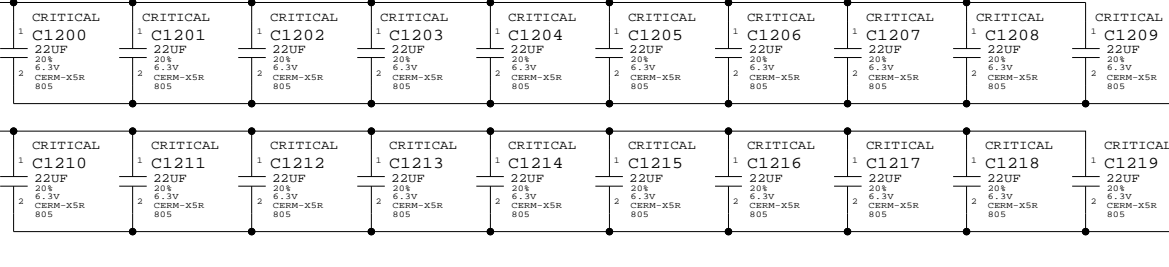 CRITICAL CRITICAL CRITICAL CRITICAL CRITICAL CRITICAL CRITICAL CRITICAL CRITICAL CRITICAL
1 C1200 1 C1201 1 C1202 1 C1203 1 C1204 1 C1205 1 C1206 1 C1207 1 C1208 1 C1209
22UF 22UF 22UF 22UF 22UF 22UF 22UF 22UF 22UF 22UF
20% 20% 20% 20% 20% 20% 20% 20% 20% 20%
6.3V 6.3V 6.3V 6.3V 6.3V 6.3V 6.3V 6.3V 6.3V 6.3V
2 CERM-X5R 2 CERM-X5R 2 CERM-X5R 2 CERM-X5R 2 CERM-X5R 2 CERM-X5R 2 CERM-X5R 2 CERM-X5R 2 CERM-X5R 2 CERM-X5R
805 805 805 805 805 805 805 805 805 805
CRITICAL CRITICAL CRITICAL CRITICAL CRITICAL CRITICAL CRITICAL CRITICAL CRITICAL CRITICAL
1 C1210 1 C1211 1 C1212 1 C1213 1 C1214 1 C1215 1 C1216 1 C1217 1 C1218 1 C1219
22UF 22UF 22UF 22UF 22UF 22UF 22UF 22UF 22UF 22UF
20% 20% 20% 20% 20% 20% 20% 20% 20% 20%
6.3V 6.3V 6.3V 6.3V 6.3V 6.3V 6.3V 6.3V 6.3V 6.3V
2 CERM-X5R 2 CERM-X5R 2 CERM-X5R 2 CERM-X5R 2 CERM-X5R 2 CERM-X5R 2 CERM-X5R 2 CERM-X5R 2 CERM-X5R 2 CERM-X5R
805 805 805 805 805 805 805 805 805 805